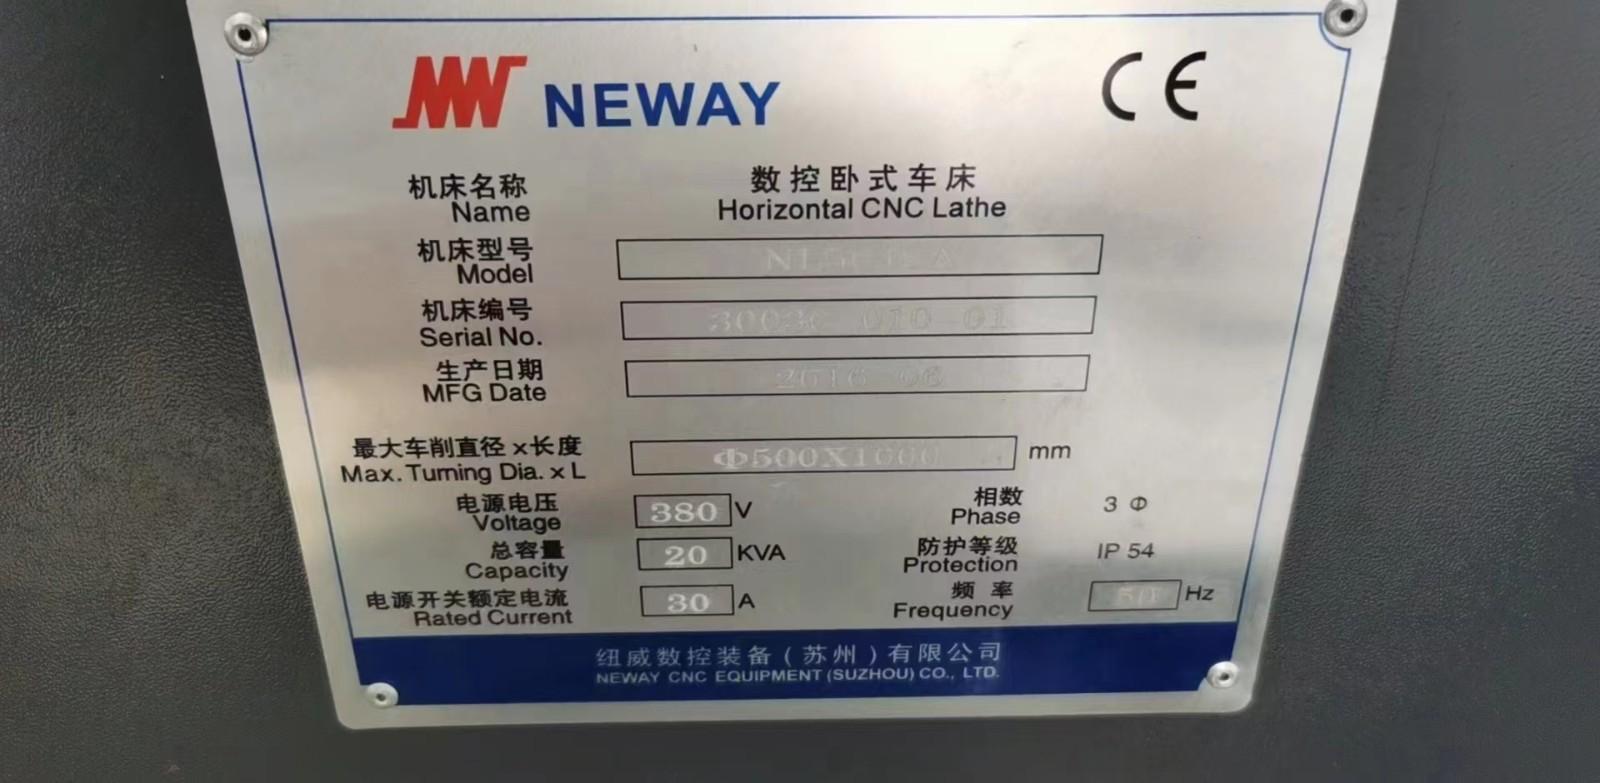 NEWAY
CE
机床名称 数控卧式车床
Name Horizontal CNC Lathe
机床型号
Model
机床编号
Serial No. 010 01
生产日期
MFG Date 2016 06
最大车削直径×长度
Max. Turning Dia. x L Φ500X1000 mm
电源电压 相数
Voltage 380 V Phase 3 Φ
总容量 防护等级
Capacity 20 KVA Protection IP 54
电源开关额定电流 频率
Rated Current 30 A Frequency 50 Hz
纽威数控装备(苏州)有限公司
NEWAY CNC EQUIPMENT (SUZHOU) CO., LTD.